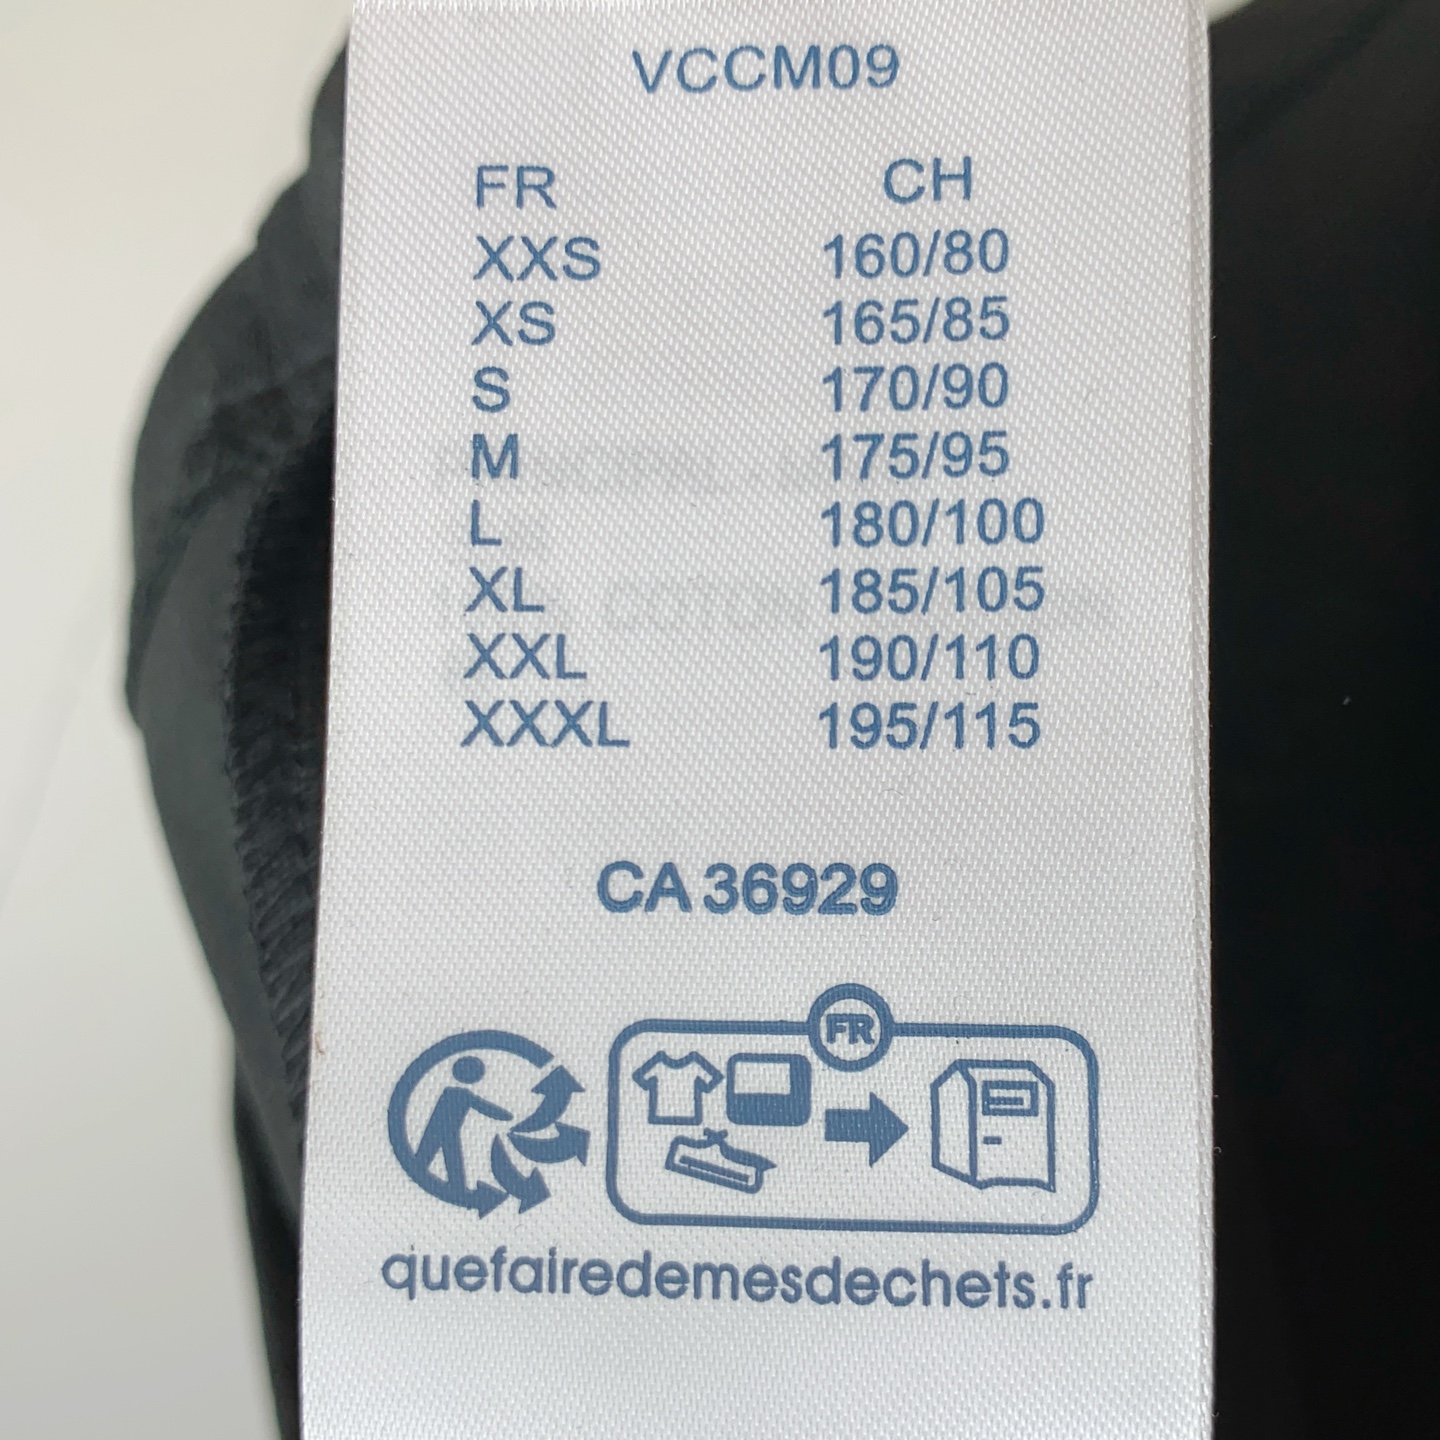 VCCM09
FR CH
XXS 160/80
XS 165/85
S 170/90
M 175/95
L 180/100
XL 185/105
XXL 190/110
XXXL 195/115
CA 36929
FR
quefairedemesdechets.fr